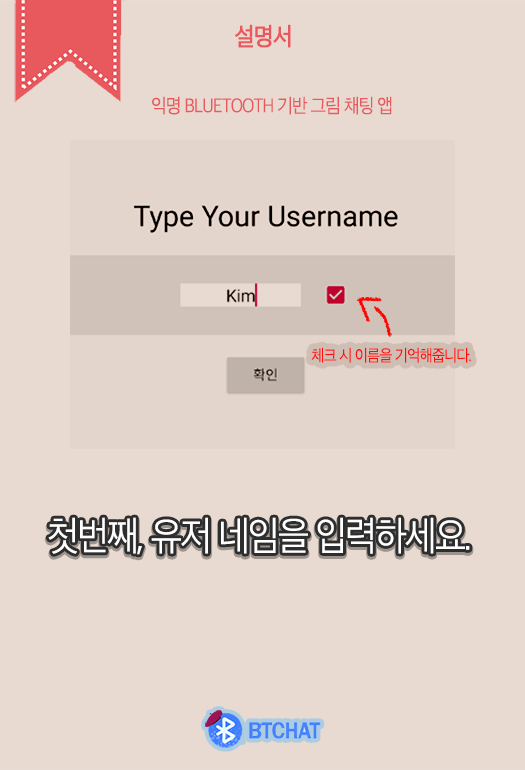 설명서
익명 BLUETOOTH 기반 그림 채팅 앱
Type Your Username
Kim
체크 시 이름을 기억해줍니다.
확인
첫번째, 유저 네임을 입력하세요.
BTCHAT